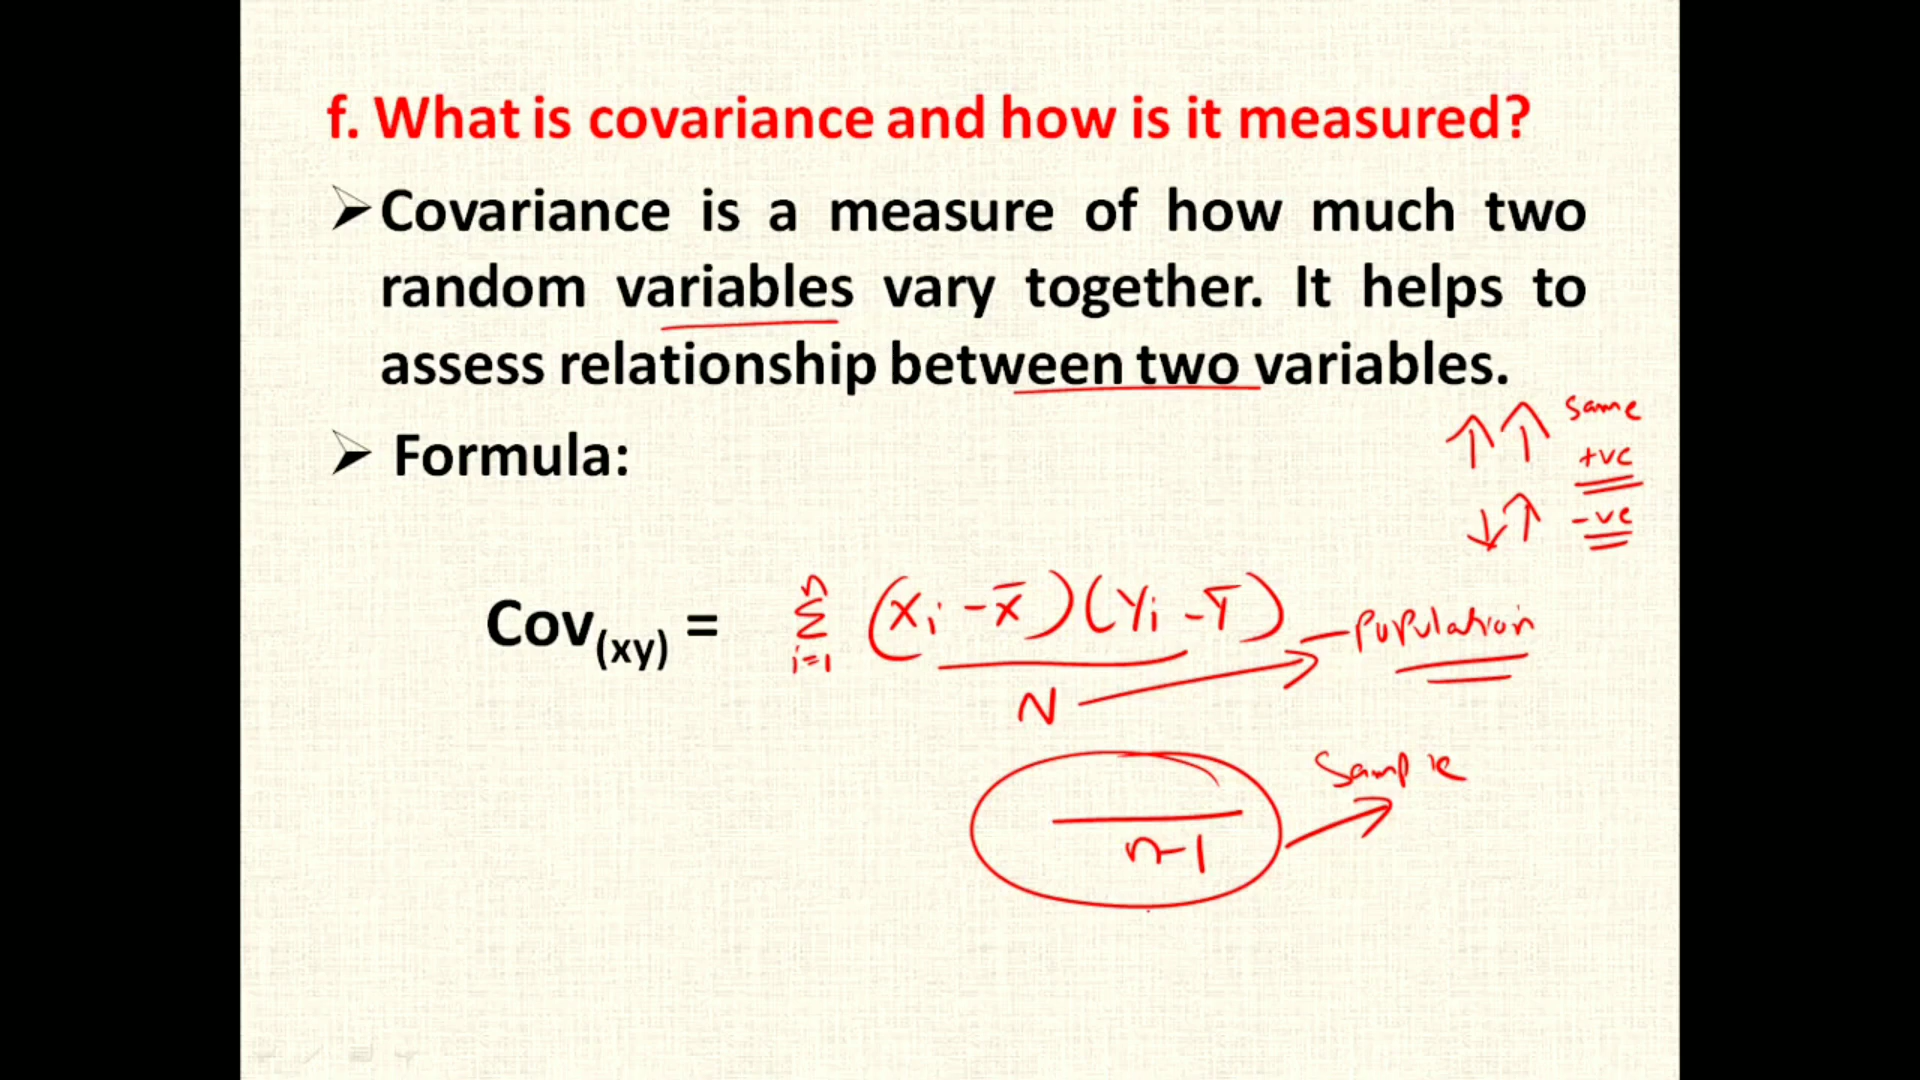 f. What is covariance and how is it measured?
➢Covariance is a measure of how much two
random variables vary together. It helps to
assess relationship between two variables.
➢ Formula:
↑↑ same
+ve
↓↑ -ve
Cov(xy) = n Σ i=1 (Xi - x̄)(Yi - Ȳ)
N → - Population
n-1 → Sample